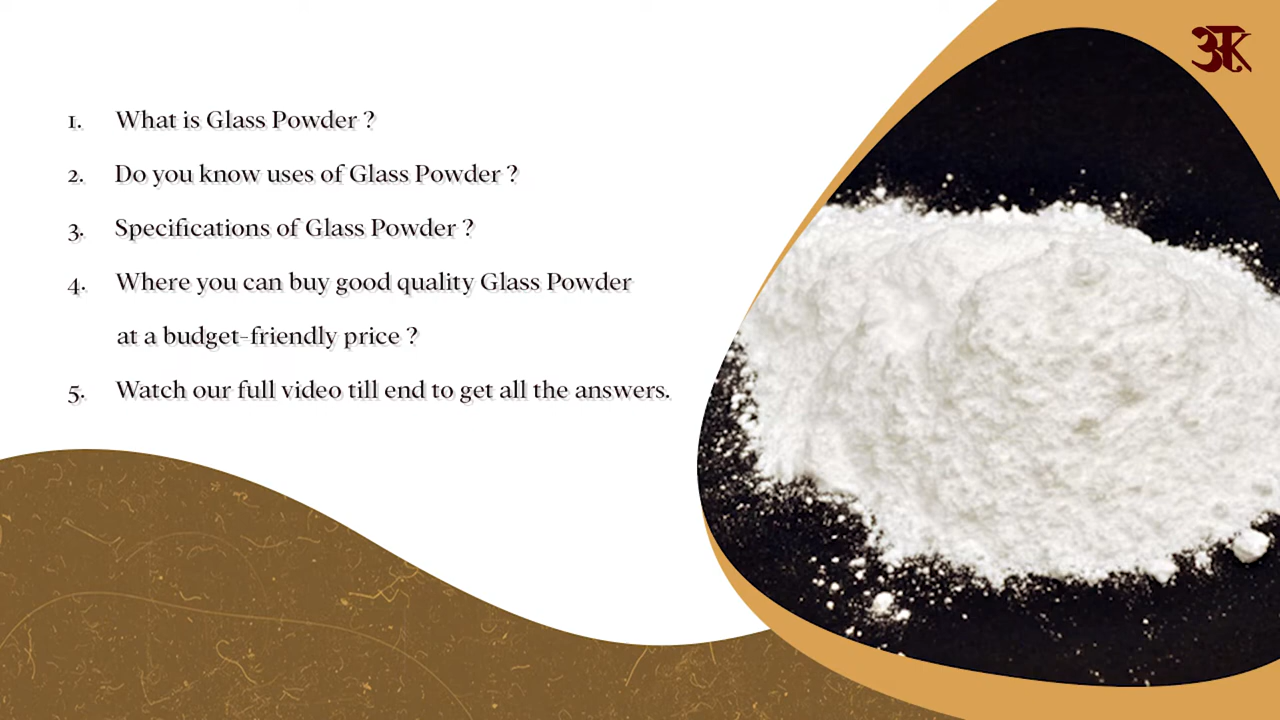 1. What is Glass Powder ?
2. Do you know uses of Glass Powder ?
3. Specifications of Glass Powder ?
4. Where you can buy good quality Glass Powder
at a budget-friendly price ?
5. Watch our full video till end to get all the answers.